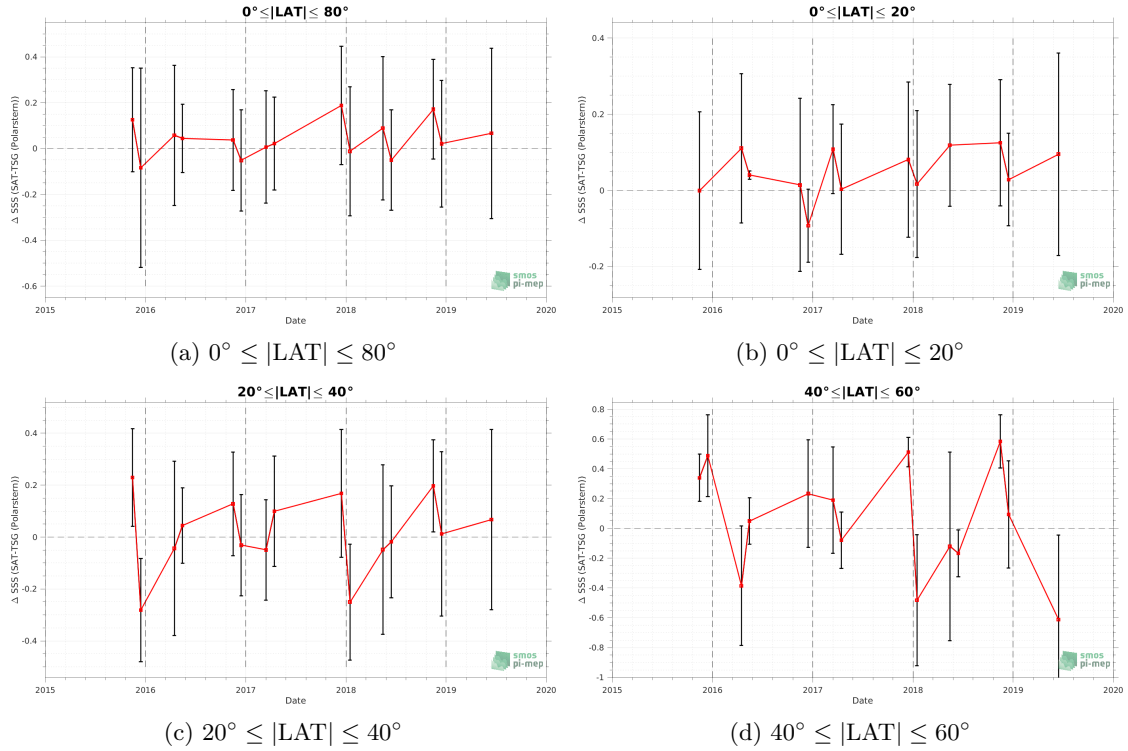 0°≤|LAT|≤ 80°
Δ SSS (SAT-TSG (Polarstern))
0.4
0.2
0
-0.2
-0.4
-0.6
2015 2016 2017 2018 2019 2020
Date
smos
pi-mep
(a) 0° ≤ |LAT| ≤ 80°
0°≤|LAT|≤ 20°
Δ SSS (SAT-TSG (Polarstern))
0.4
0.2
0
-0.2
2015 2016 2017 2018 2019 2020
Date
smos
pi-mep
(b) 0° ≤ |LAT| ≤ 20°
20°≤|LAT|≤ 40°
Δ SSS (SAT-TSG (Polarstern))
0.4
0.2
0
-0.2
-0.4
2015 2016 2017 2018 2019 2020
Date
smos
pi-mep
(c) 20° ≤ |LAT| ≤ 40°
40°≤|LAT|≤ 60°
Δ SSS (SAT-TSG (Polarstern))
0.8
0.6
0.4
0.2
0
-0.2
-0.4
-0.6
-0.8
-1
2015 2016 2017 2018 2019 2020
Date
smos
pi-mep
(d) 40° ≤ |LAT| ≤ 60°